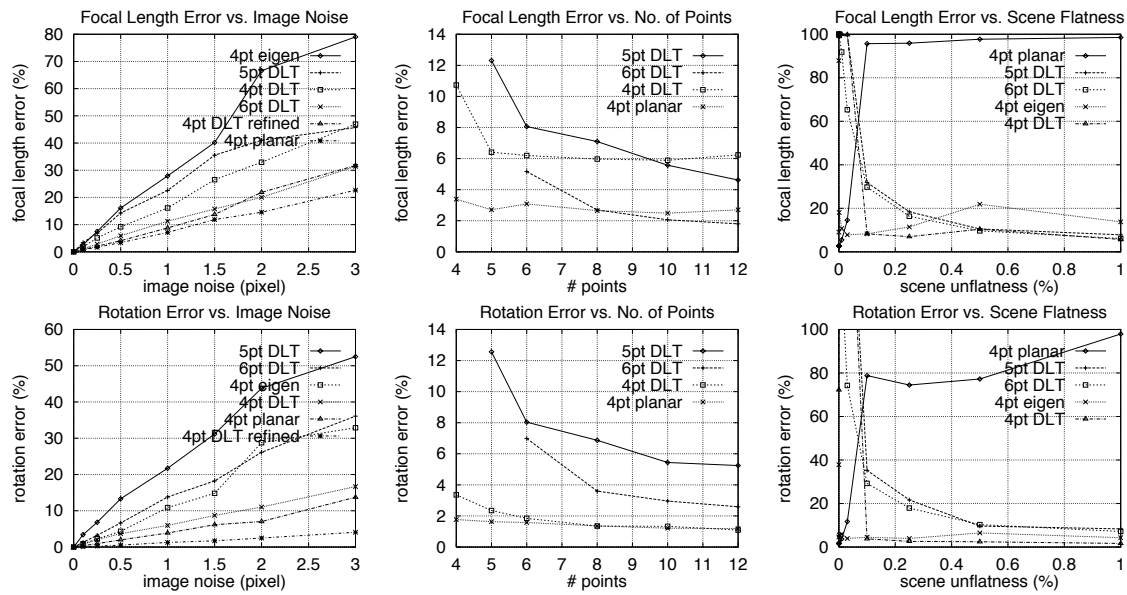 Focal Length Error vs. Image Noise
focal length error (%)
80
70
60
50
40
30
20
10
0
4pt eigen
5pt DLT
4pt DLT
6pt DLT
4pt DLT refined
4pt planar
0 0.5 1 1.5 2 2.5 3
image noise (pixel)
Focal Length Error vs. No. of Points
focal length error (%)
14
12
10
8
6
4
2
0
5pt DLT
6pt DLT
4pt DLT
4pt planar
4 5 6 7 8 9 10 11 12
# points
Focal Length Error vs. Scene Flatness
focal length error (%)
100
80
60
40
20
0
4pt planar
5pt DLT
6pt DLT
4pt eigen
4pt DLT
0 0.2 0.4 0.6 0.8 1
scene unflatness (%)
Rotation Error vs. Image Noise
rotation error (%)
60
50
40
30
20
10
0
5pt DLT
6pt DLT
4pt eigen
4pt DLT
4pt planar
4pt DLT refined
0 0.5 1 1.5 2 2.5 3
image noise (pixel)
Rotation Error vs. No. of Points
rotation error (%)
14
12
10
8
6
4
2
0
5pt DLT
6pt DLT
4pt DLT
4pt planar
4 5 6 7 8 9 10 11 12
# points
Rotation Error vs. Scene Flatness
rotation error (%)
100
80
60
40
20
0
4pt planar
5pt DLT
6pt DLT
4pt eigen
4pt DLT
0 0.2 0.4 0.6 0.8 1
scene unflatness (%)